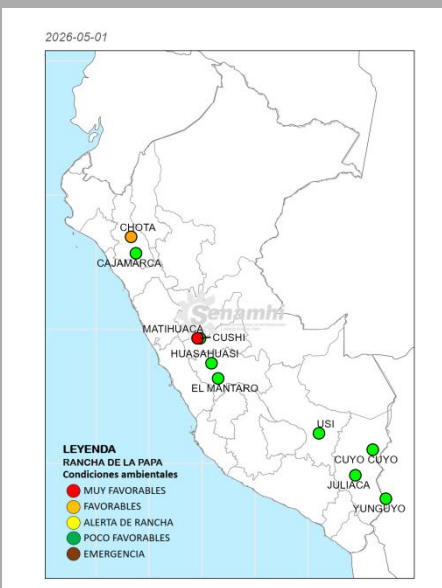 2026-05-01
CHOTA
CAJAMARCA
Senamhi
MATIHUACA
CUSHI
HUASAHUASI
EL MANTARO
USI
CUYO CUYO
JULIACA
YUNGUYO
LEYENDA
RANCHA DE LA PAPA
Condiciones ambientales
MUY FAVORABLES
FAVORABLES
ALERTA DE RANCHA
POCO FAVORABLES
EMERGENCIA